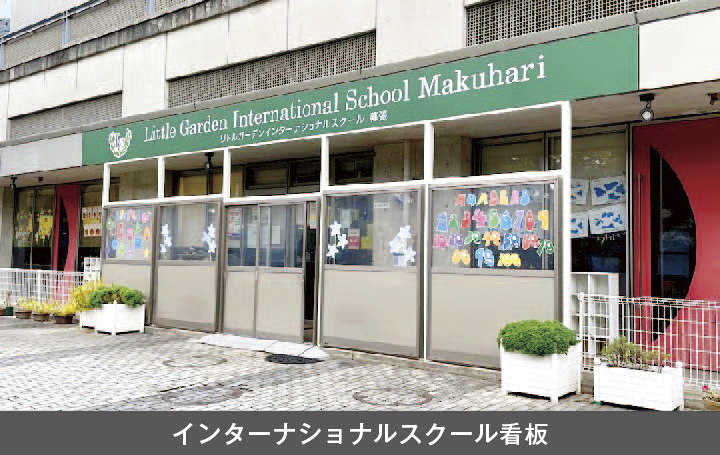 Little Garden International School Makuhari
リトルガーデンインターナショナルスクール 幕張
インターナショナルスクール看板